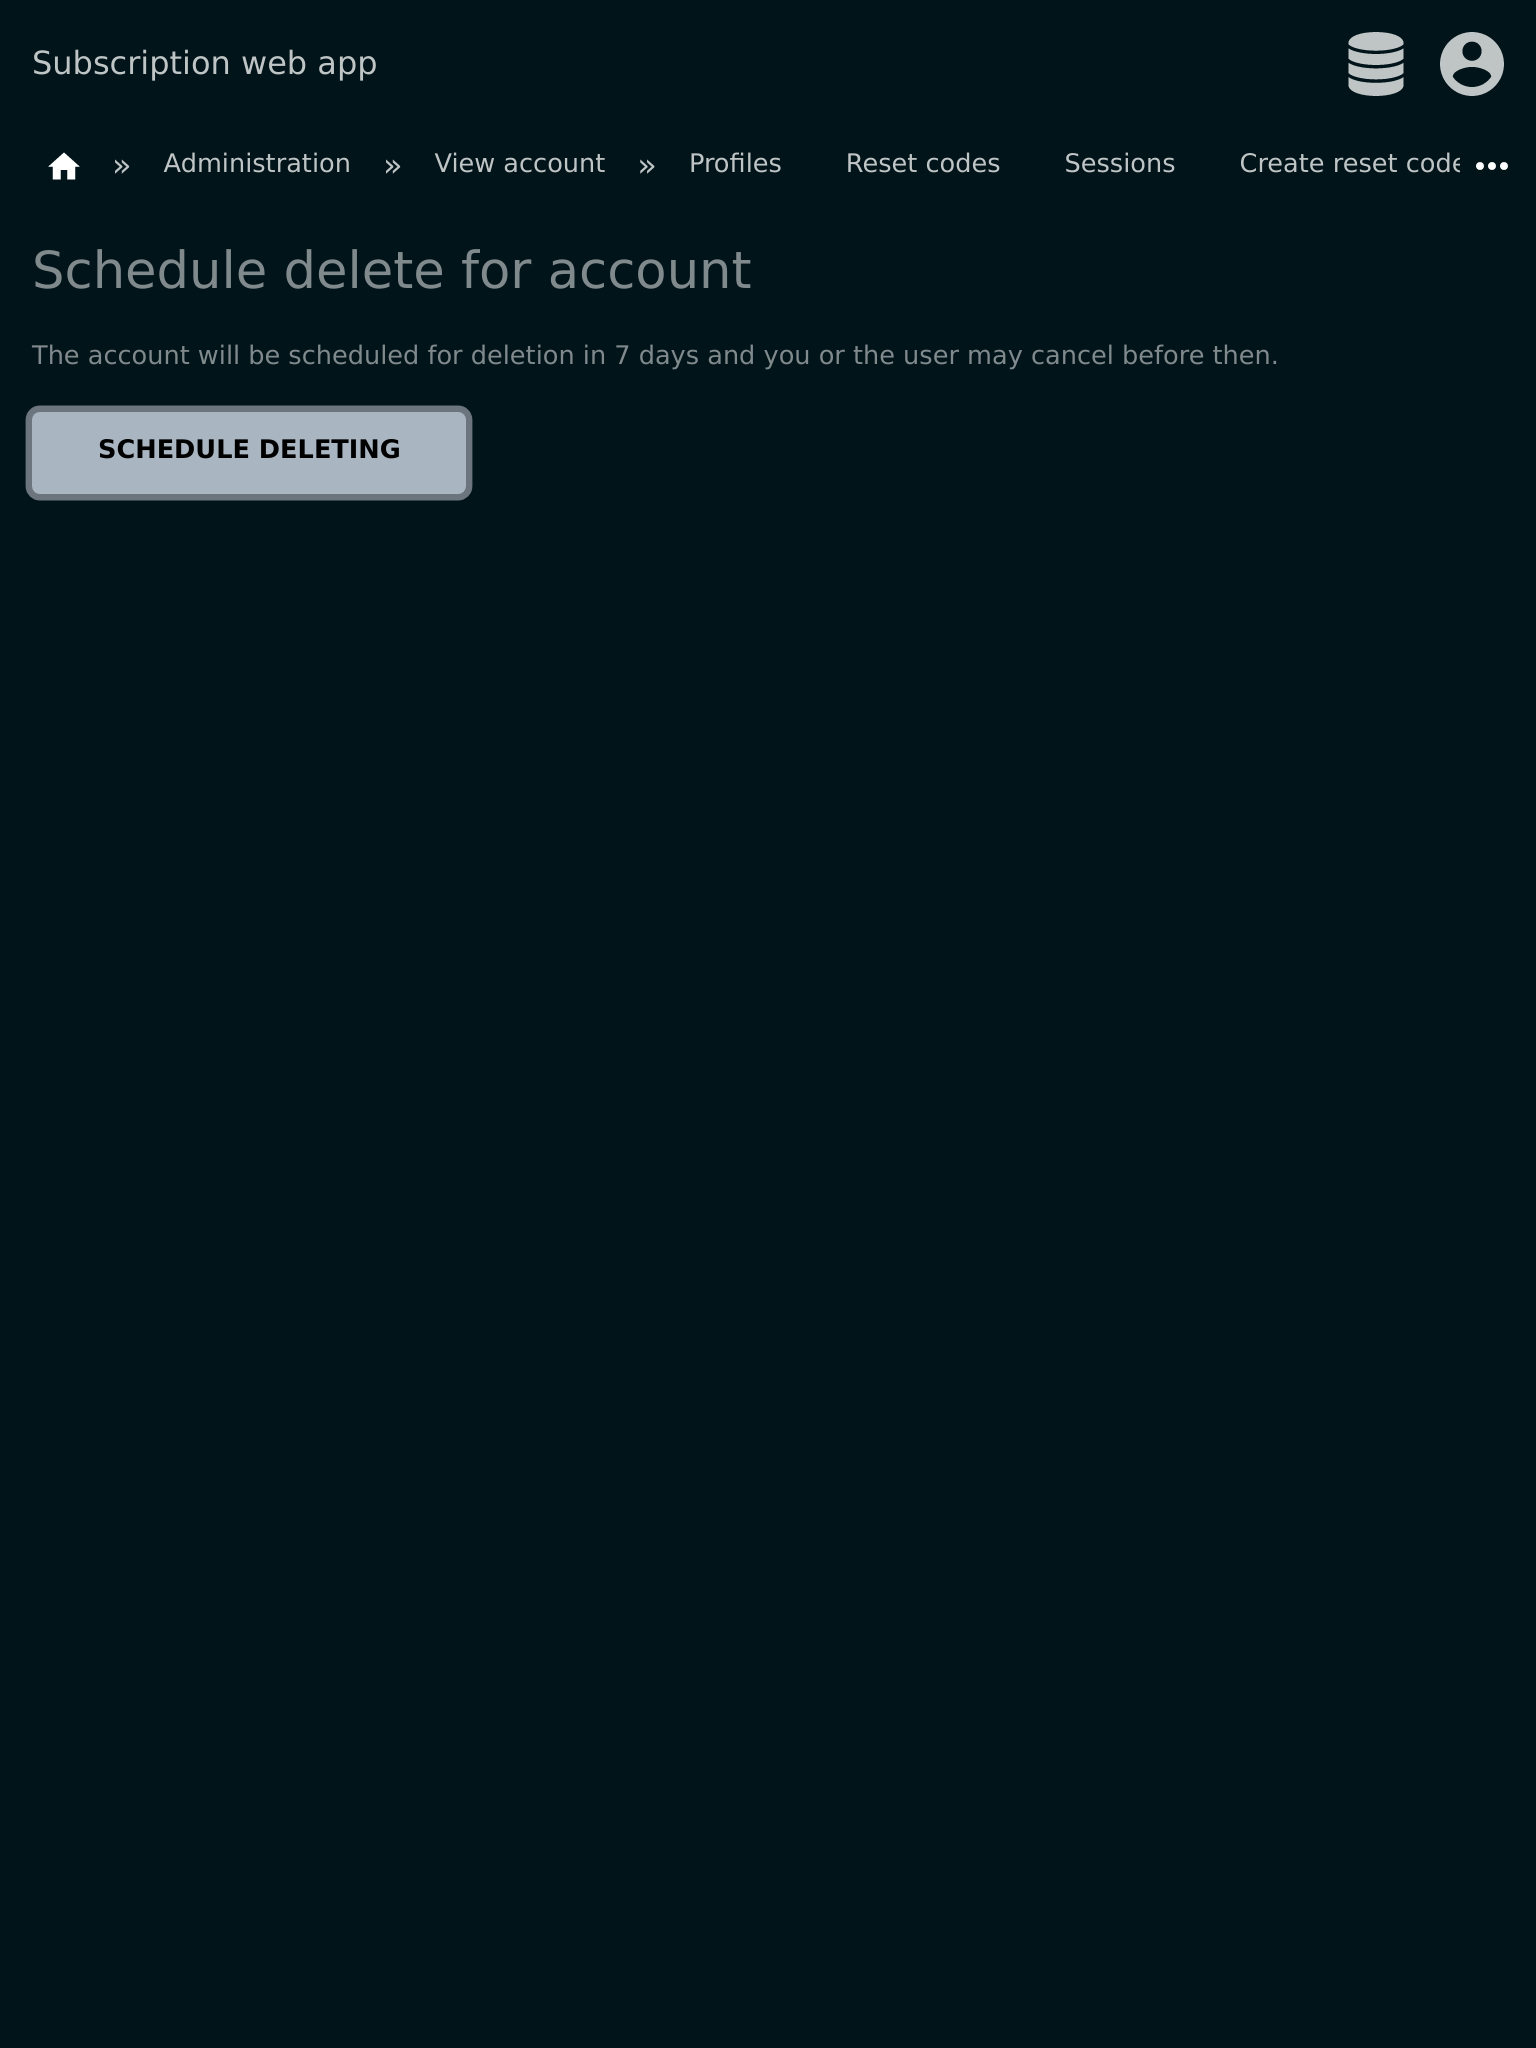 Subscription web app
» Administration » View account » Profiles Reset codes Sessions Create reset code
Schedule delete for account
The account will be scheduled for deletion in 7 days and you or the user may cancel before then.
SCHEDULE DELETING